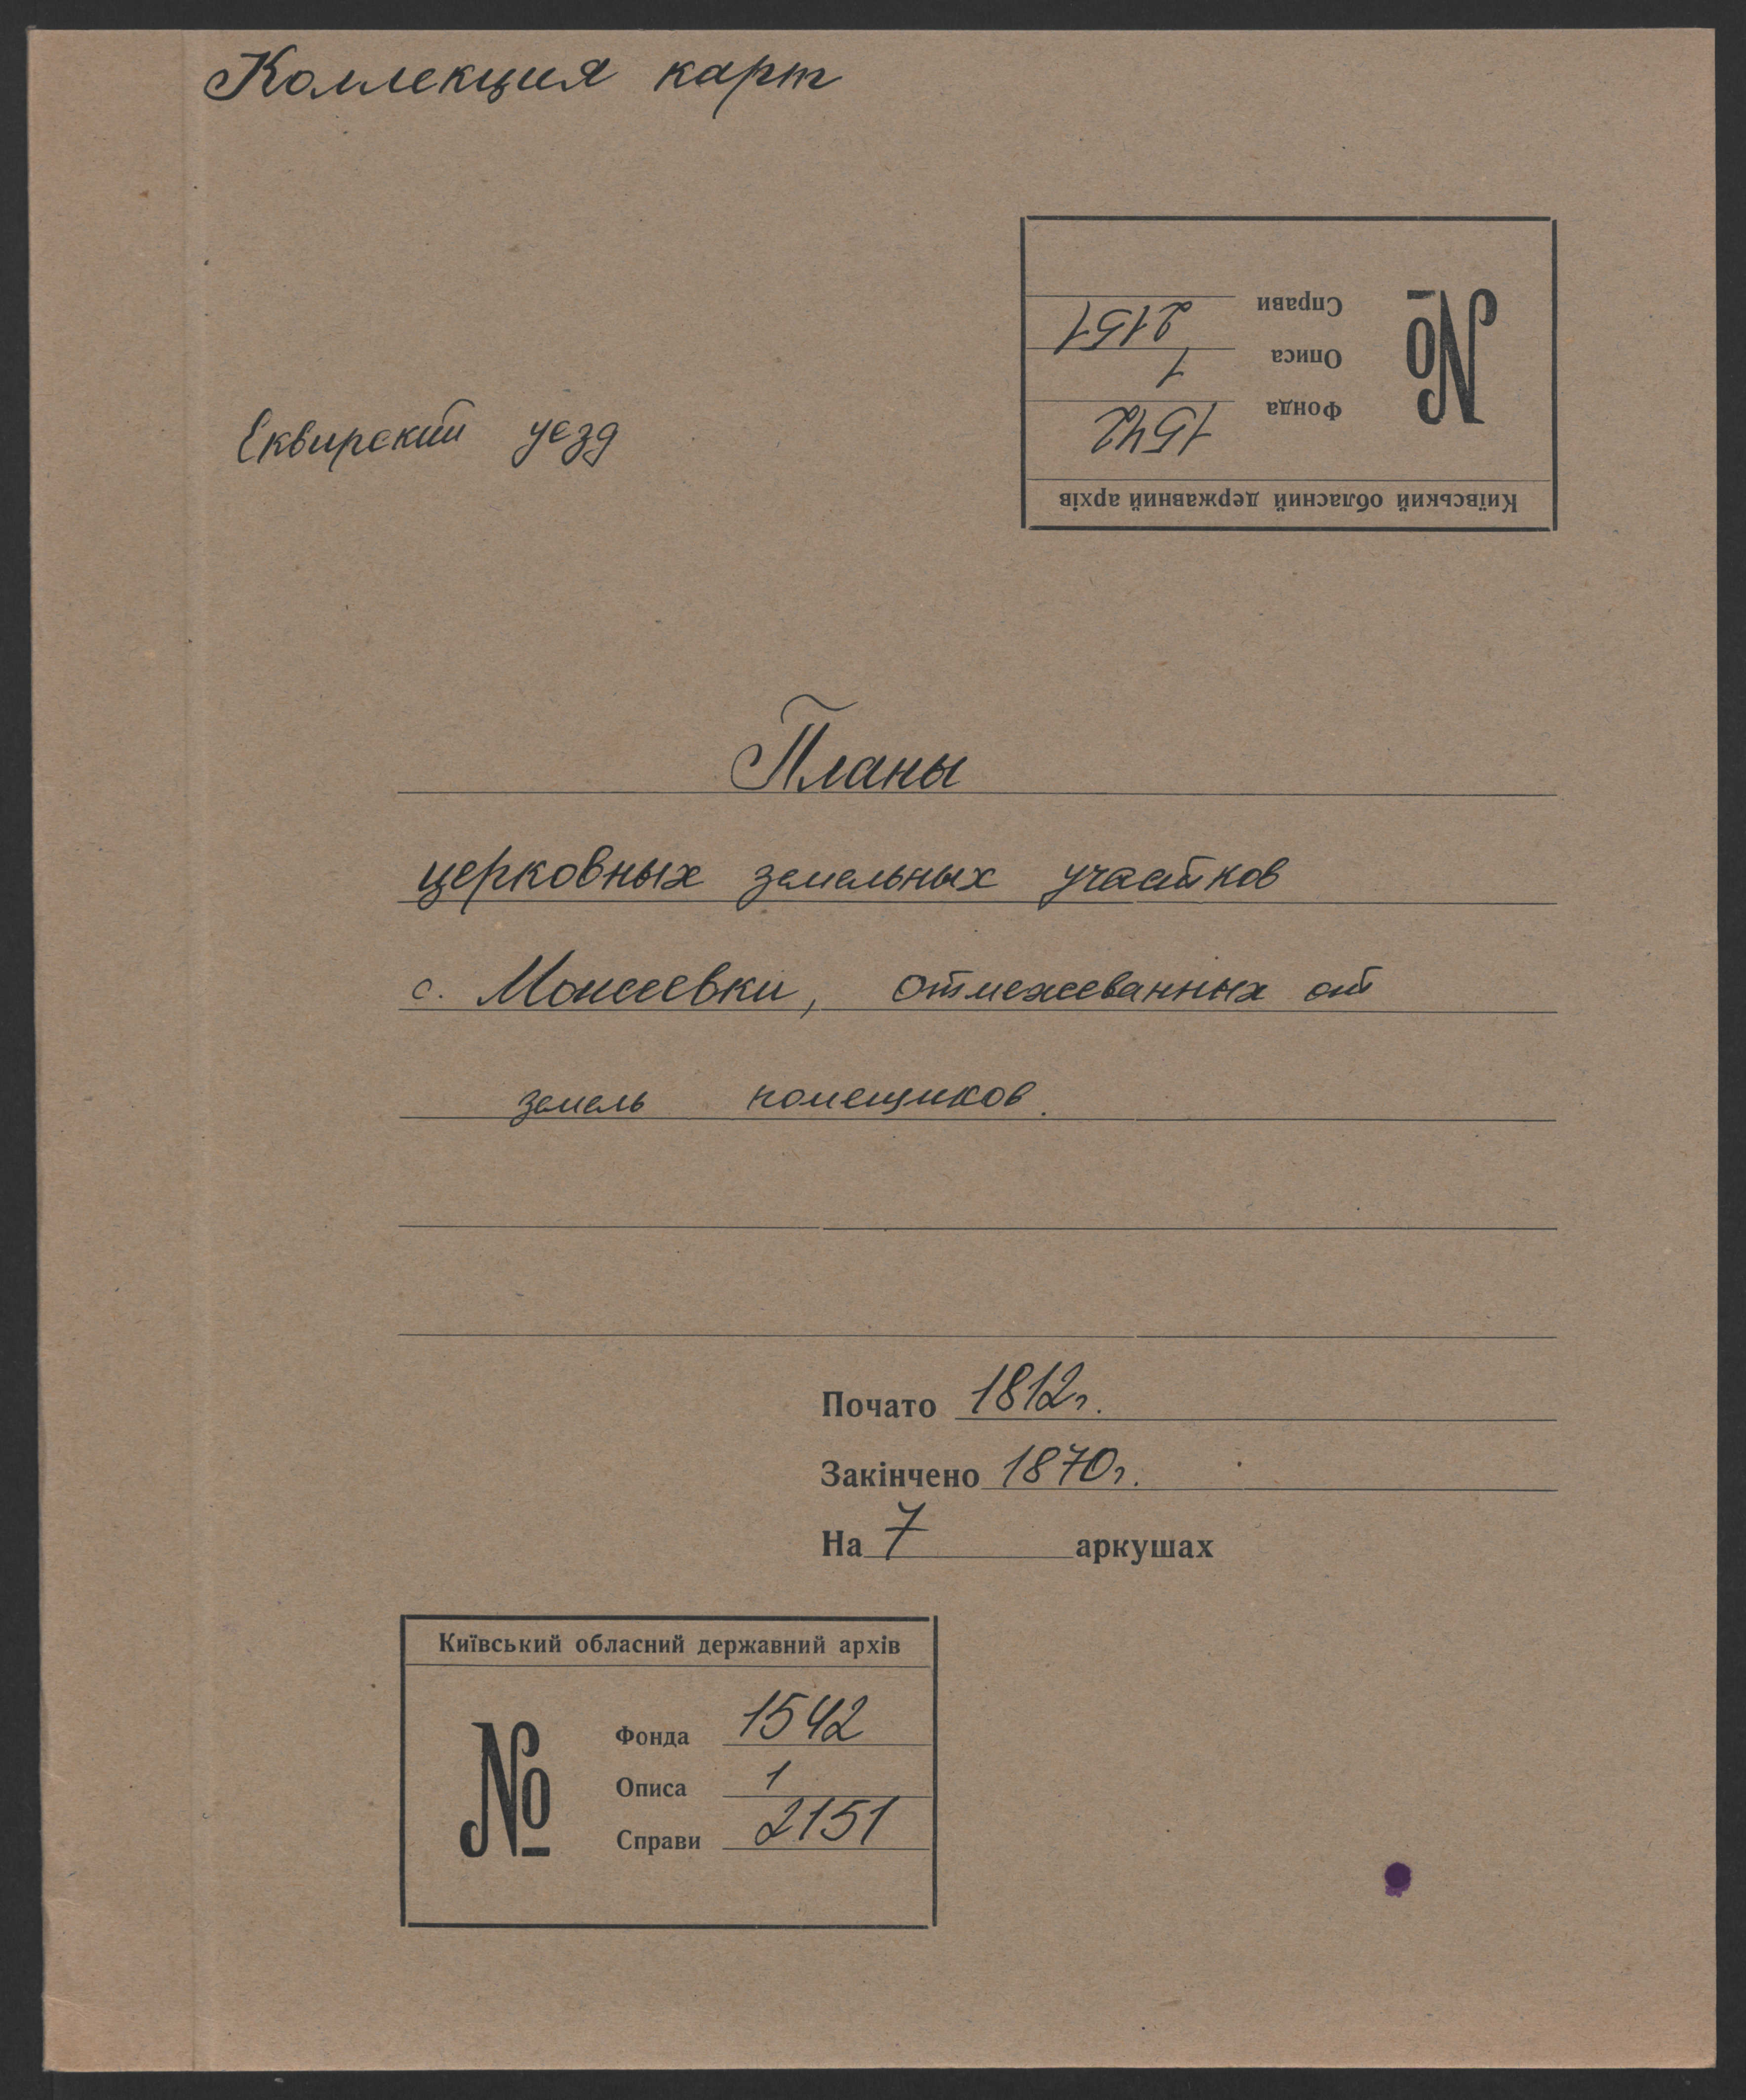 Коллекция карт
Київський обласний державний архів
№
Фонда 1542
Описа 1
Справи 2151
Сквирский уезд
Планы
церковных земельных участков
с. Моисеевки, отмежеванных от
земель помещиков.
Почато 1812г.
Закінчено 1870г.
На 7 аркушах
Київський обласний державний архів
№
Фонда 1542
Описа 1
Справи 2151